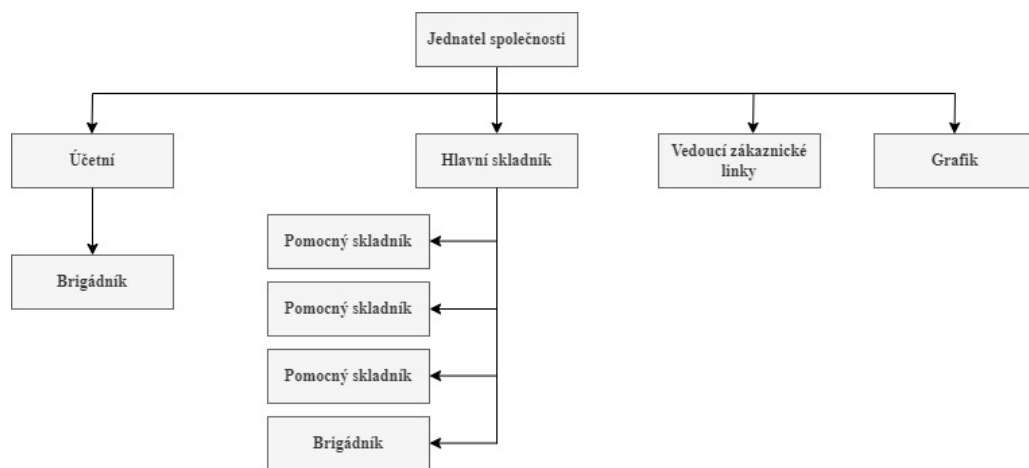 Jednatel společnosti
Účetní
Hlavní skladník
Vedoucí zákaznické
linky
Grafik
Brigádník
Pomocný skladník
Pomocný skladník
Pomocný skladník
Brigádník